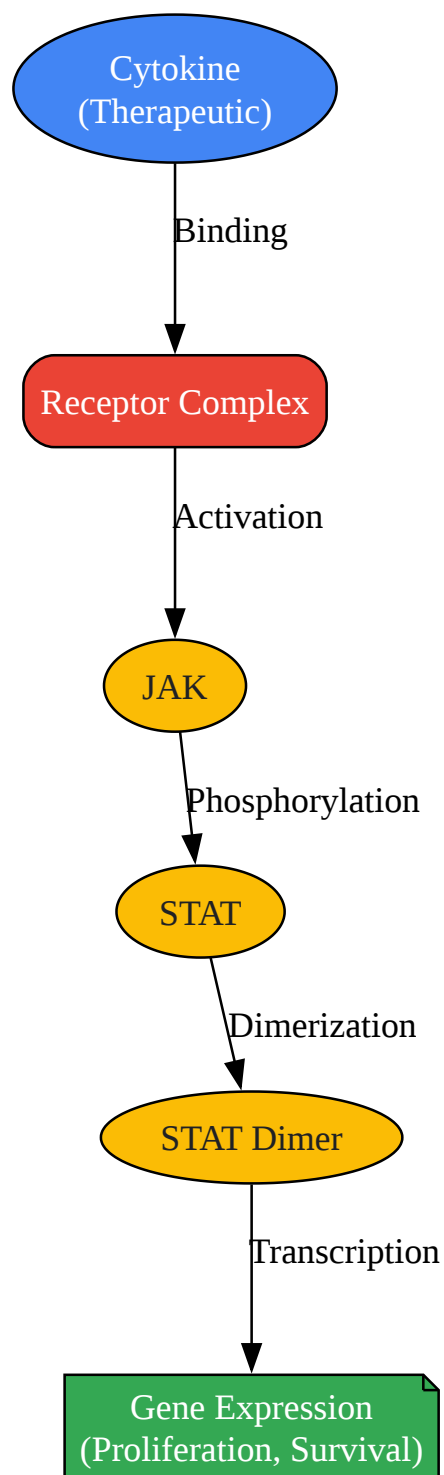 Cytokine
(Therapeutic)
Binding
Receptor Complex
Activation
JAK
Phosphorylation
STAT
Dimerization
STAT Dimer
Transcription
Gene Expression
(Proliferation, Survival)